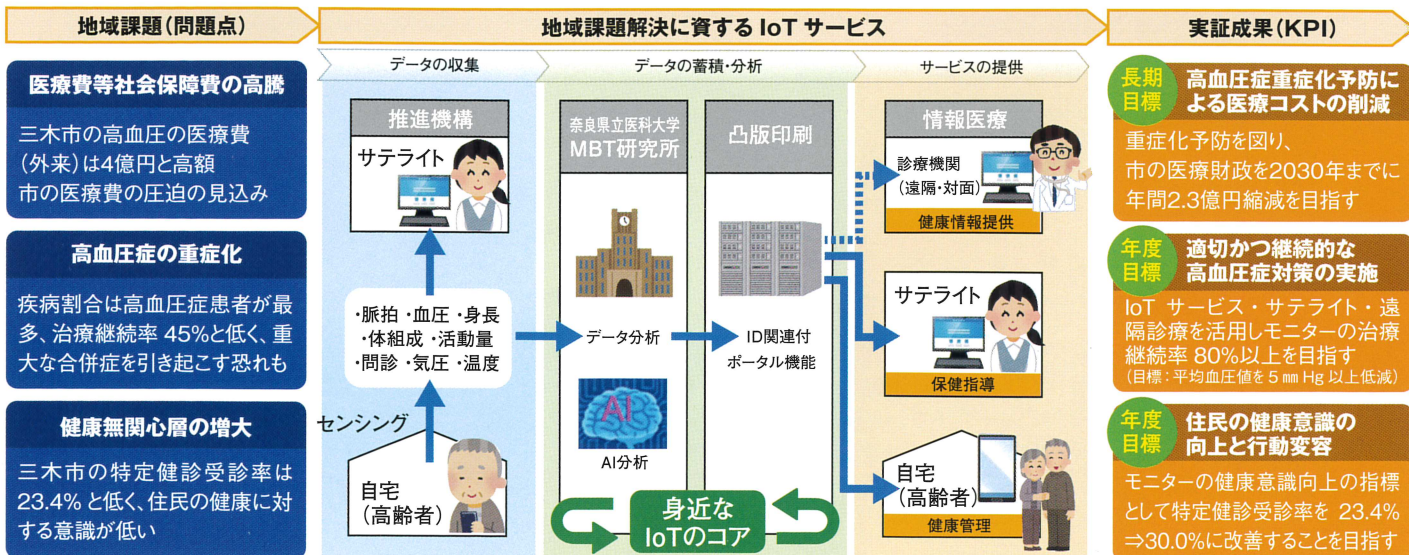 地域課題(問題点)
医療費等社会保障費の高騰
三木市の高血圧の医療費
(外来)は4億円と高額
市の医療費の圧迫の見込み
高血圧症の重症化
疾病割合は高血圧症患者が最
多、治療継続率 45%と低く、重
大な合併症を引き起こす恐れも
健康無関心層の増大
三木市の特定健診受診率は
23.4% と低く、住民の健康に対
する意識が低い
地域課題解決に資する IoT サービス
データの収集
推進機構
サテライト
・脈拍 ・血圧 ・身長
・体組成 ・活動量
・問診 ・気圧 ・温度
センシング
自宅
(高齢者)
データの蓄積・分析
奈良県立医科大学
MBT研究所
データ分析
AI
AI分析
凸版印刷
ID関連付
ポータル機能
身近な
IoTのコア
サービスの提供
情報医療
診療機関
(遠隔・対面)
健康情報提供
サテライト
保健指導
自宅
(高齢者)
健康管理
実証成果(KPI)
長期
目標
高血圧症重症化予防に
よる医療コストの削減
重症化予防を図り、
市の医療財政を2030年までに
年間2.3億円縮減を目指す
年度
目標
適切かつ継続的な
高血圧症対策の実施
IoT サービス・サテライト・遠
隔診療を活用しモニターの治療
継続率 80%以上を目指す
(目標:平均血圧値を 5 mm Hg 以上低減)
年度
目標
住民の健康意識の
向上と行動変容
モニターの健康意識向上の指標
として特定健診受診率を 23.4%
⇒30.0%に改善することを目指す